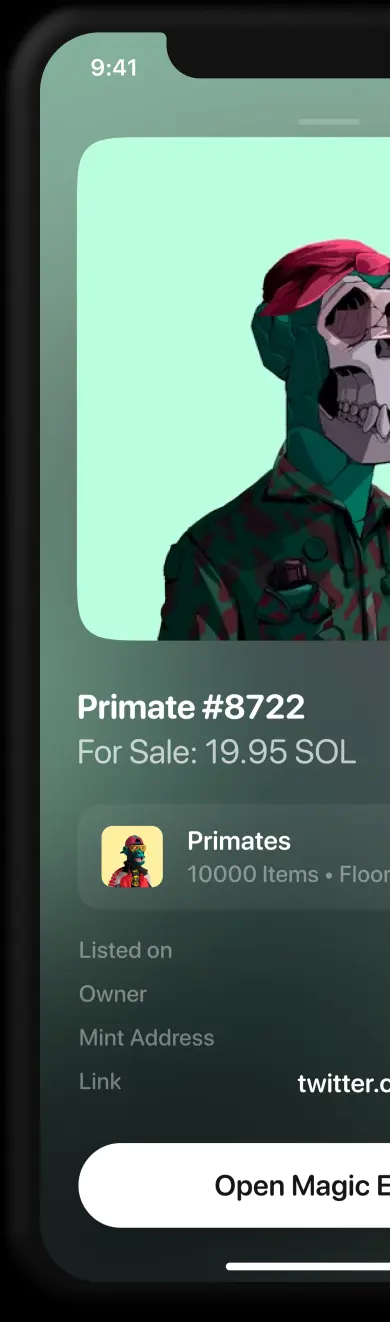 9:41
Primate #8722
For Sale: 19.95 SOL
Primates
10000 Items • Floor
Listed on
Owner
Mint Address
Link
twitter.c
Open Magic E